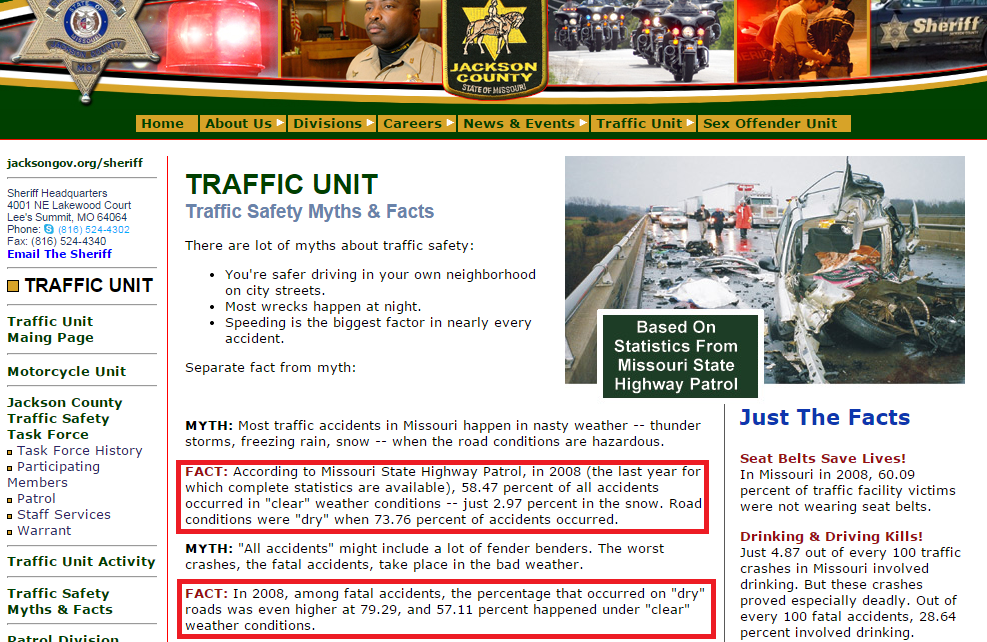 JACKSON
COUNTY
STATE OF MISSOURI
Sheriff
Home
About Us
Divisions
Careers
News & Events
Traffic Unit
Sex Offender Unit
jacksongov.org/sheriff
Sheriff Headquarters
4001 NE Lakewood Court
Lee's Summit, MO 64064
Phone: (816) 524-4302
Fax: (816) 524-4340
Email The Sheriff
TRAFFIC UNIT
Traffic Unit
Maing Page
Motorcycle Unit
Jackson County
Traffic Safety
Task Force
Task Force History
Participating
Members
Patrol
Staff Services
Warrant
Traffic Unit Activity
Traffic Safety
Myths & Facts
Patrol Division
TRAFFIC UNIT
Traffic Safety Myths & Facts
There are lot of myths about traffic safety:
• You're safer driving in your own neighborhood
on city streets.
• Most wrecks happen at night.
• Speeding is the biggest factor in nearly every
accident.
Separate fact from myth:
Based On
Statistics From
Missouri State
Highway Patrol
MYTH: Most traffic accidents in Missouri happen in nasty weather -- thunder
storms, freezing rain, snow -- when the road conditions are hazardous.
FACT: According to Missouri State Highway Patrol, in 2008 (the last year for
which complete statistics are available), 58.47 percent of all accidents
occurred in "clear" weather conditions -- just 2.97 percent in the snow. Road
conditions were "dry" when 73.76 percent of accidents occurred.
MYTH: "All accidents" might include a lot of fender benders. The worst
crashes, the fatal accidents, take place in the bad weather.
FACT: In 2008, among fatal accidents, the percentage that occurred on "dry"
roads was even higher at 79.29, and 57.11 percent happened under "clear"
weather conditions.
Just The Facts
Seat Belts Save Lives!
In Missouri in 2008, 60.09
percent of traffic facility victims
were not wearing seat belts.
Drinking & Driving Kills!
Just 4.87 out of every 100 traffic
crashes in Missouri involved
drinking. But these crashes
proved especially deadly. Out of
every 100 fatal accidents, 28.64
percent involved drinking.